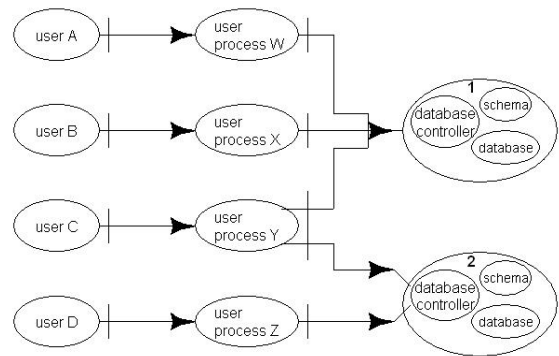 user A
user
process W
user B
user
process X
user C
user
process Y
user D
user
process Z
1
database
controller
schema
database
2
database
controller
schema
database